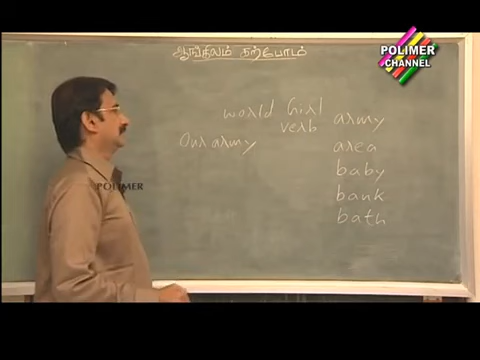 POLIMER
CHANNEL
ஆங்கிலம் கற்போம்
world Girl
verb
Our army
army
area
baby
bank
bath
POLIMER